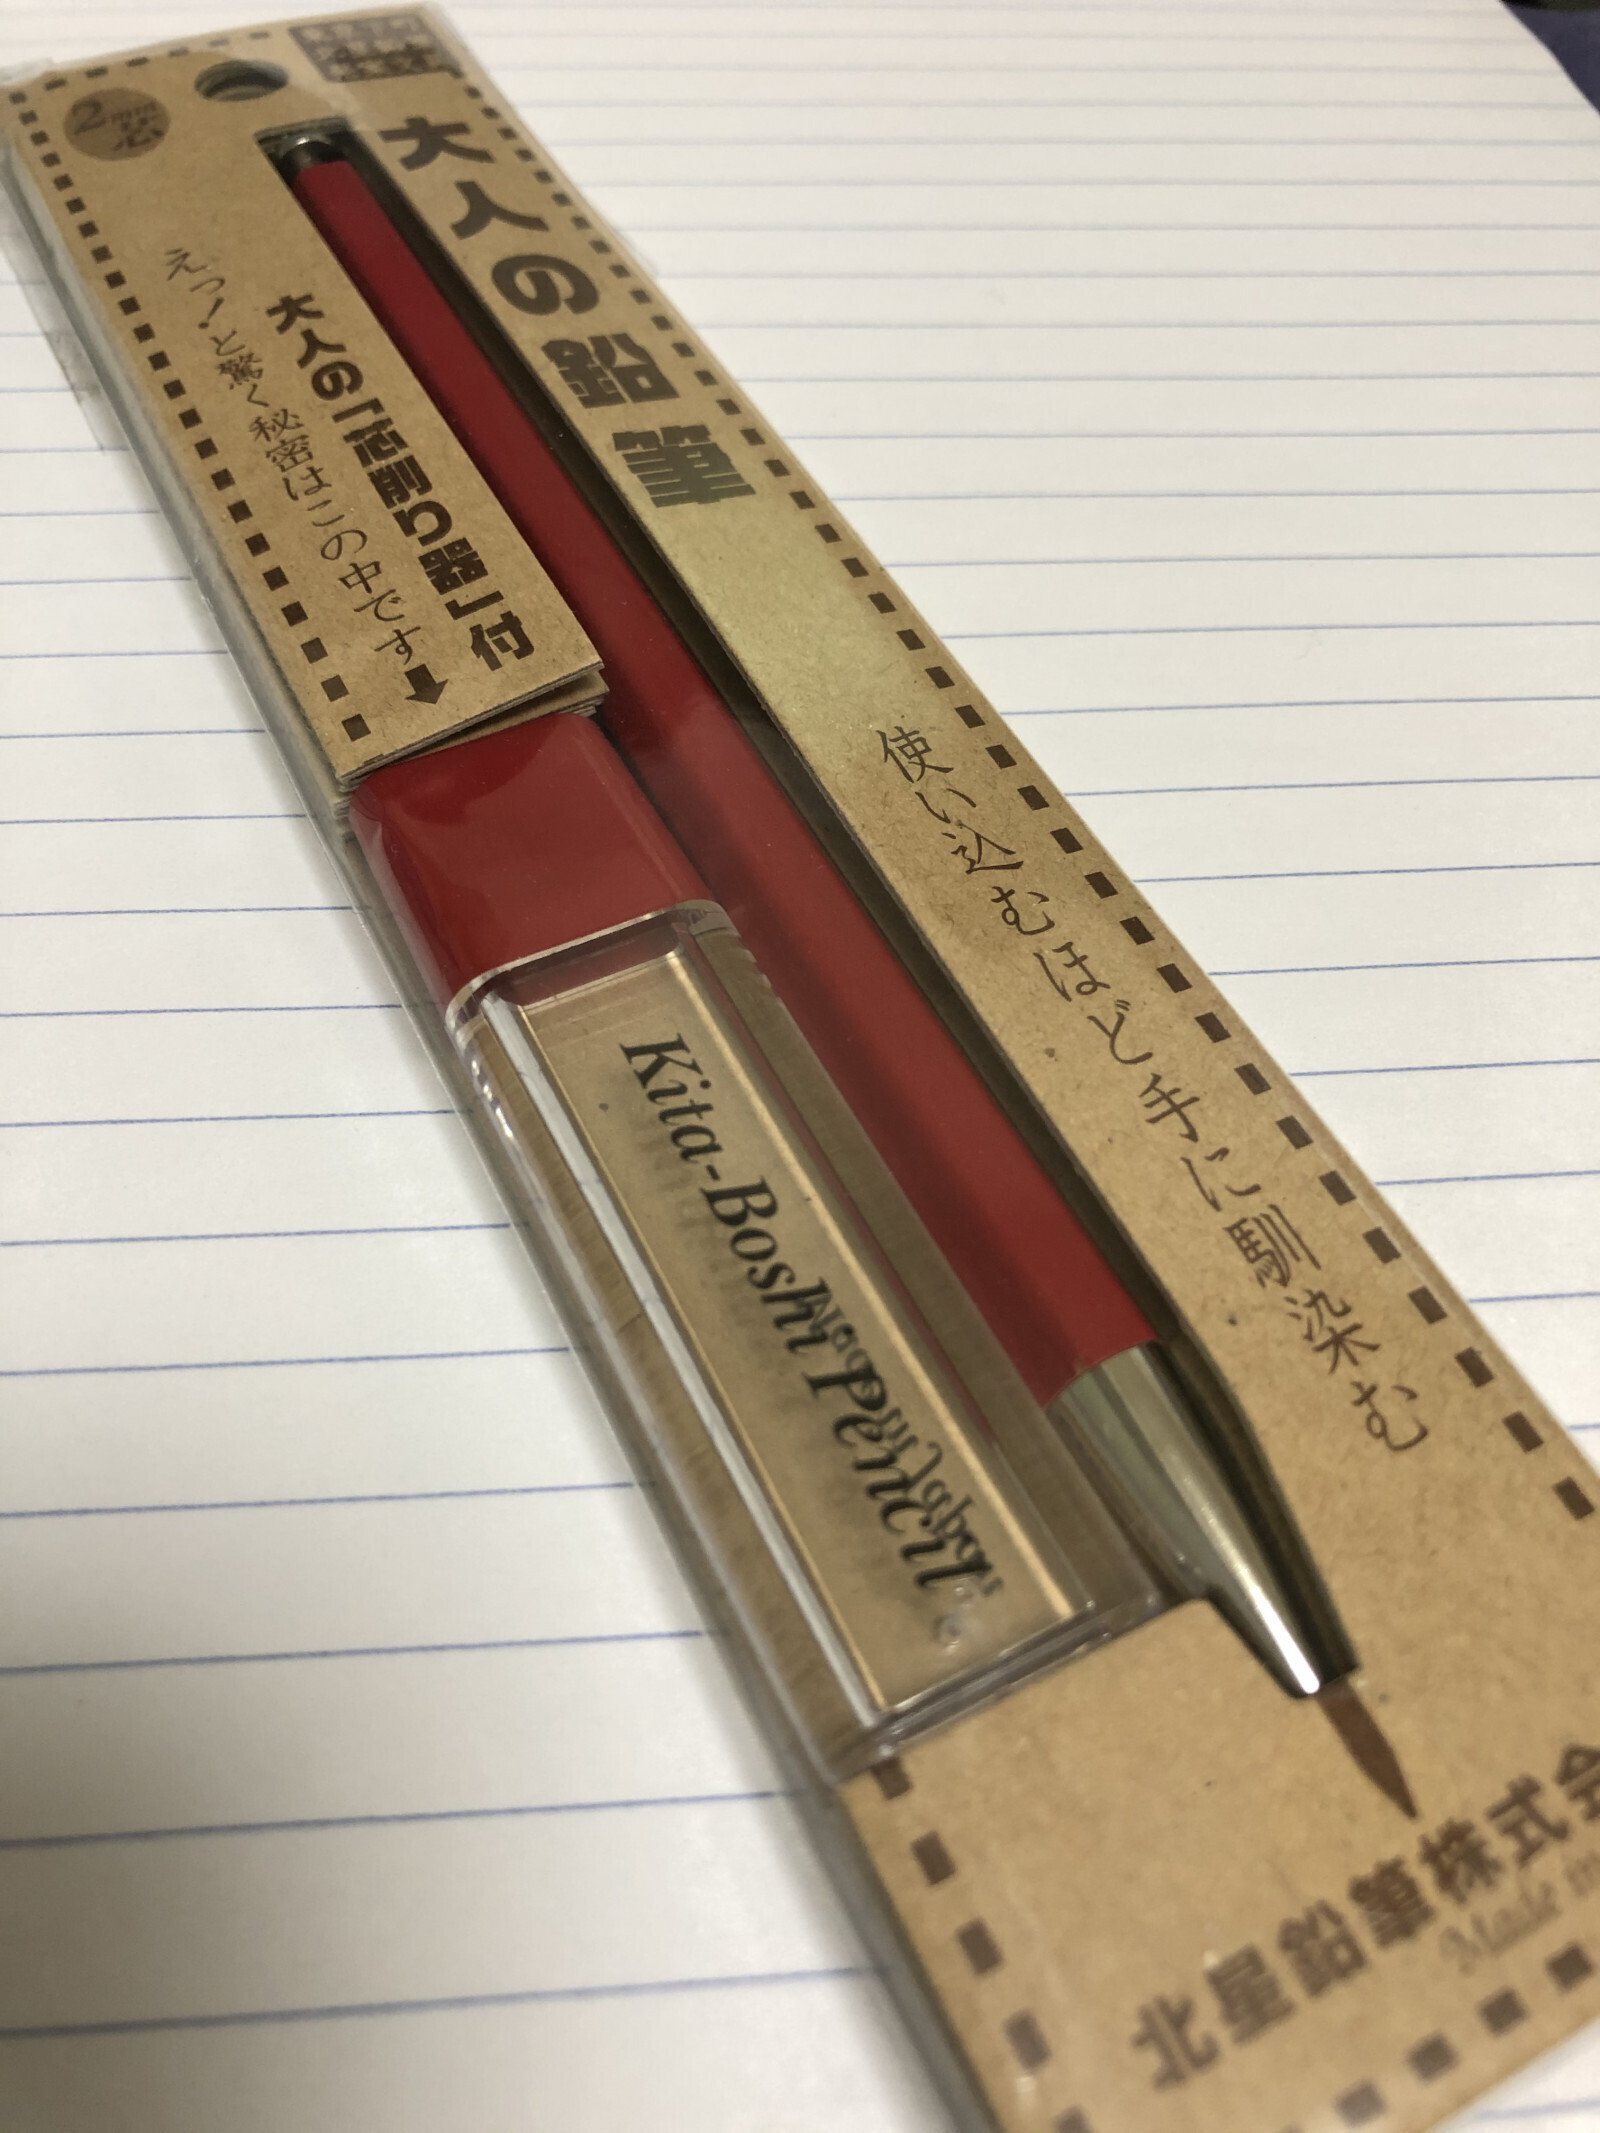 2mm芯
大人の鉛筆
大人の「芯削り器」付
えっ!と驚く秘密はこの中です
使い込むほど手に馴染む
Kita-Boshi Pencil
北星鉛筆株式会
Made in